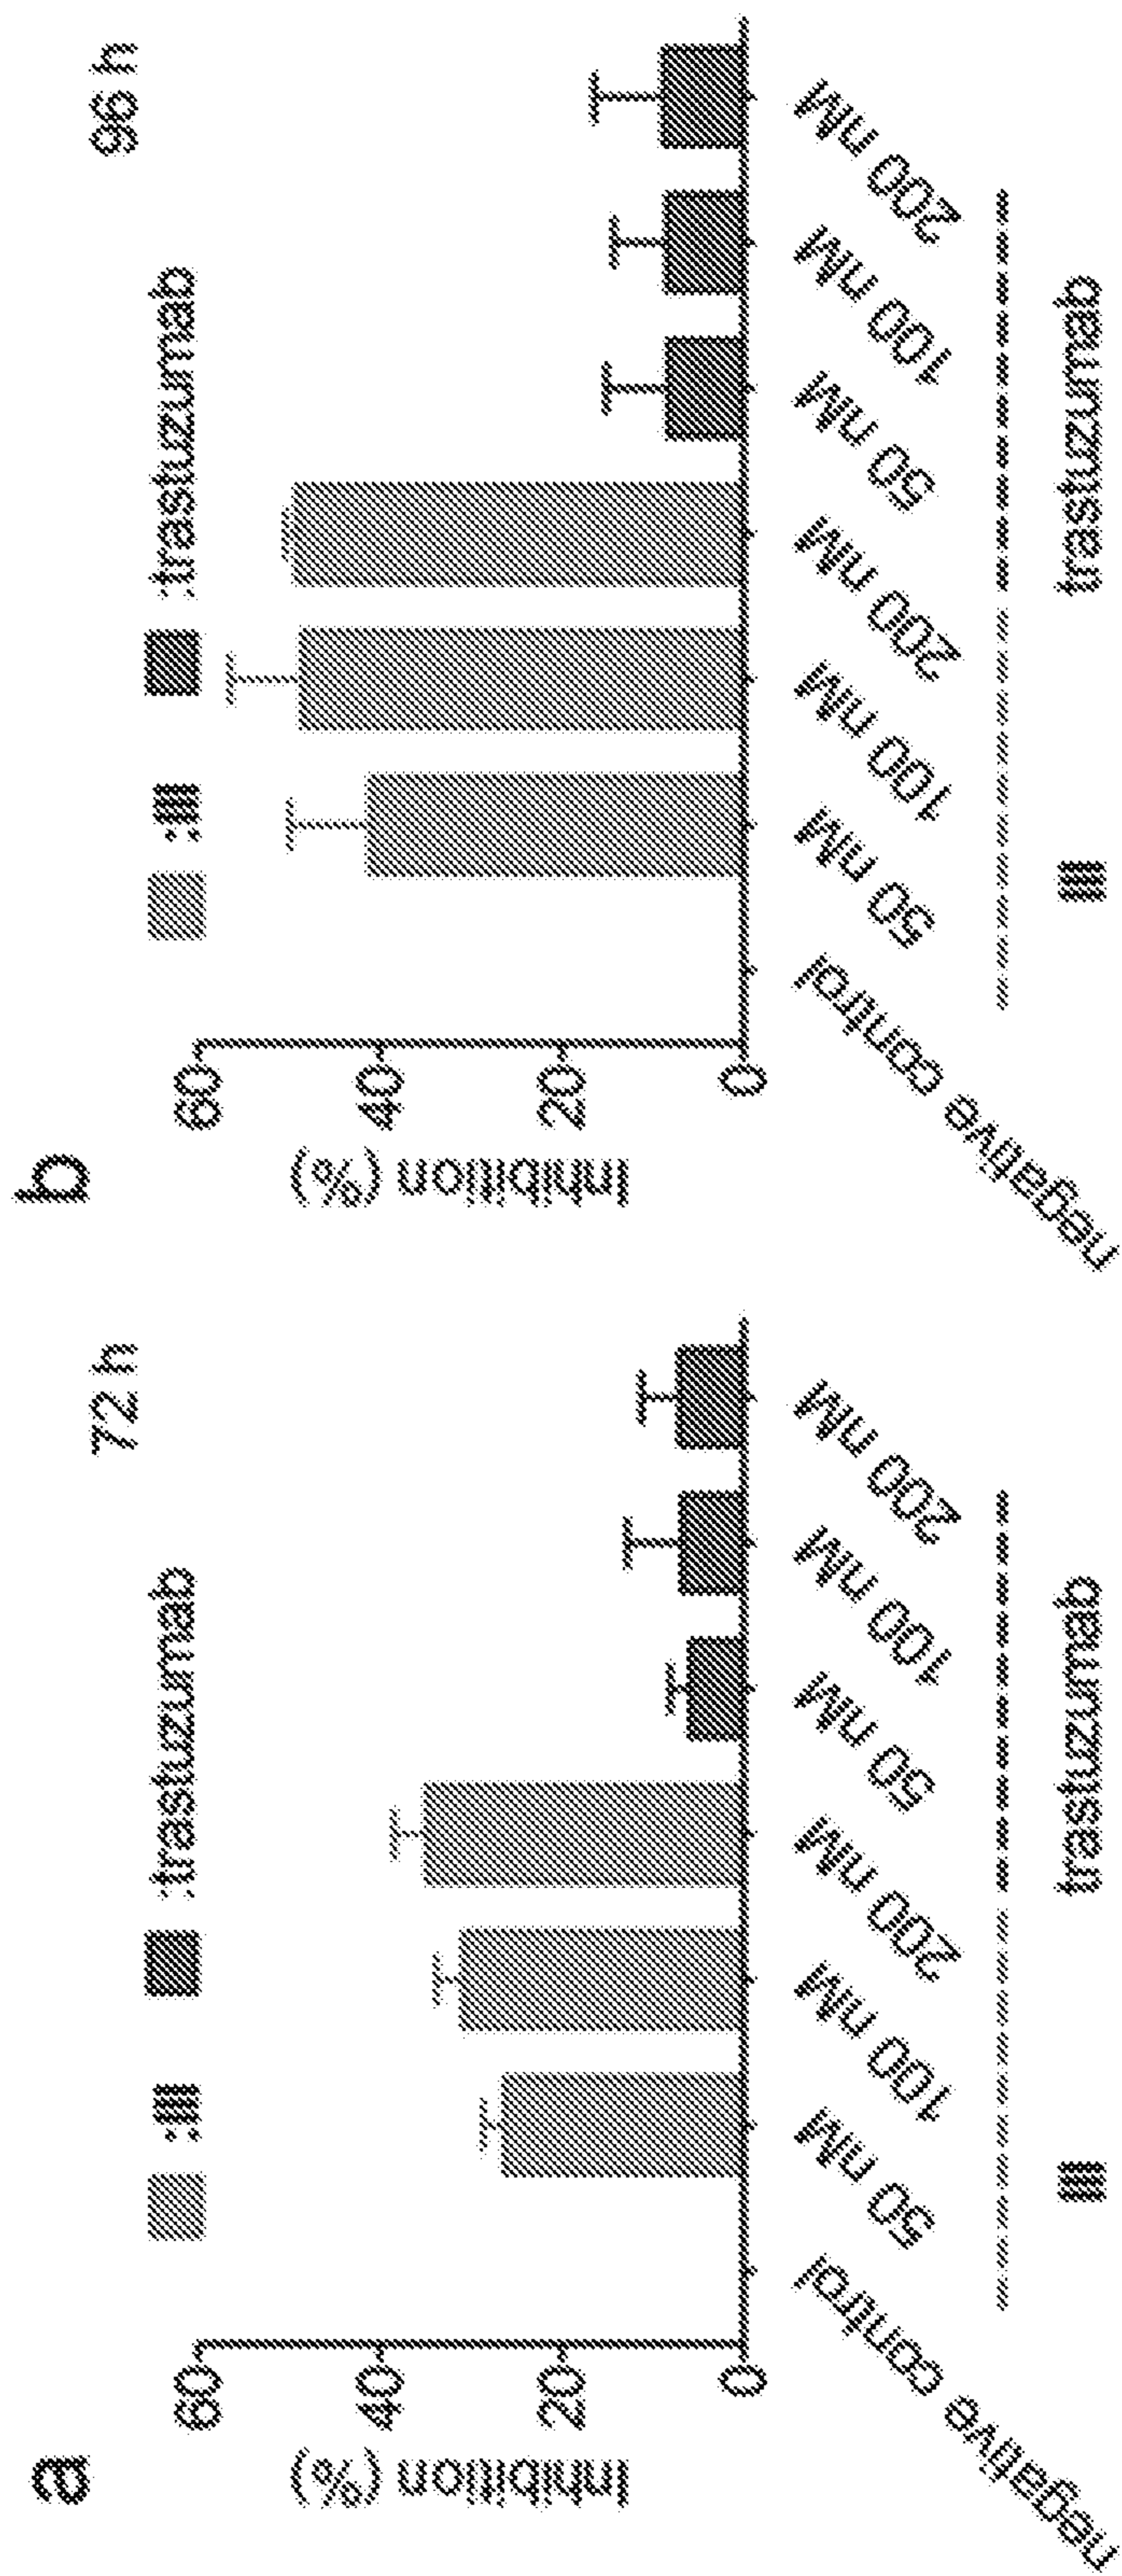 a
72 h
:III
:trastuzumab
Inhibition (%)
60
40
20
0
negative control
50 nM
100 nM
200 nM
50 nM
100 nM
200 nM
III
trastuzumab
b
96 h
:III
:trastuzumab
Inhibition (%)
60
40
20
0
negative control
50 nM
100 nM
200 nM
50 nM
100 nM
200 nM
III
trastuzumab